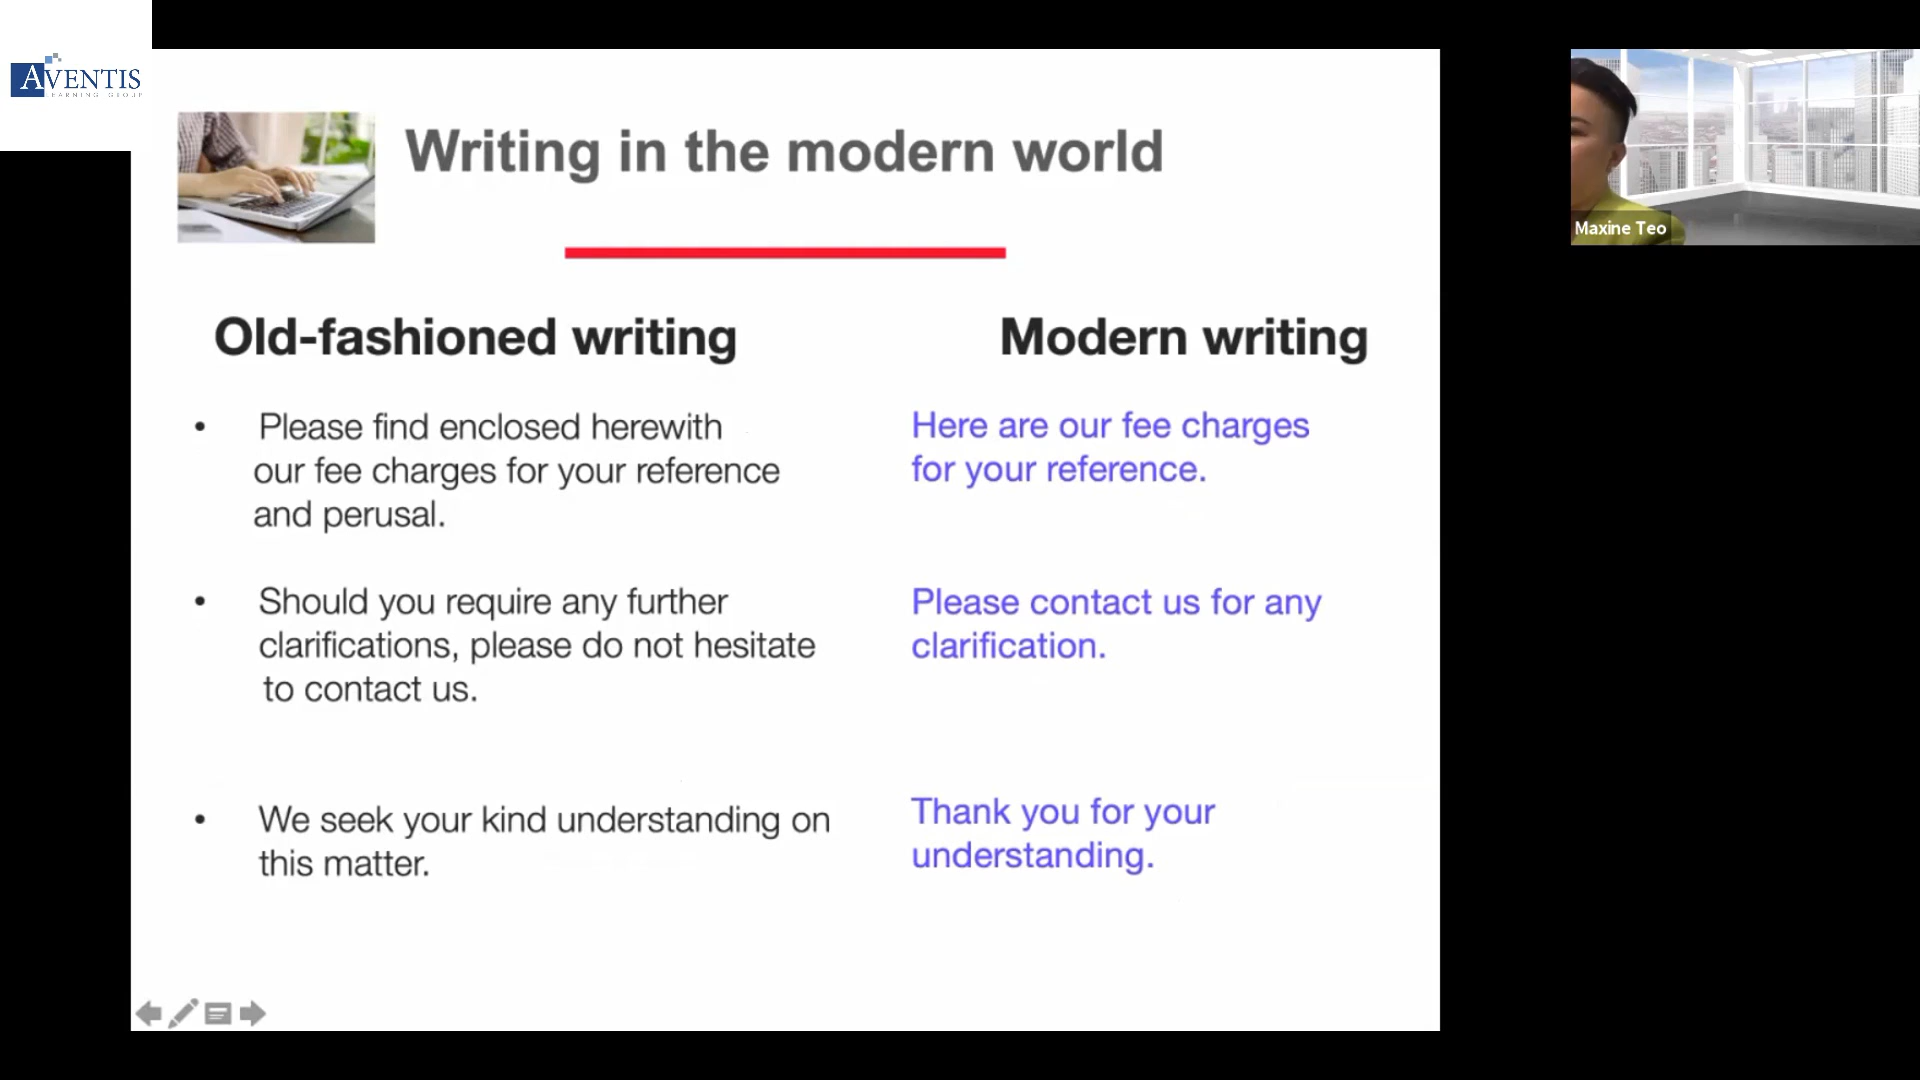 AVENTIS
LEARNING GROUP
Writing in the modern world
Maxine Teo
Old-fashioned writing
Modern writing
• Please find enclosed herewith
our fee charges for your reference
and perusal.
Here are our fee charges
for your reference.
• Should you require any further
clarifications, please do not hesitate
to contact us.
Please contact us for any
clarification.
• We seek your kind understanding on
this matter.
Thank you for your
understanding.